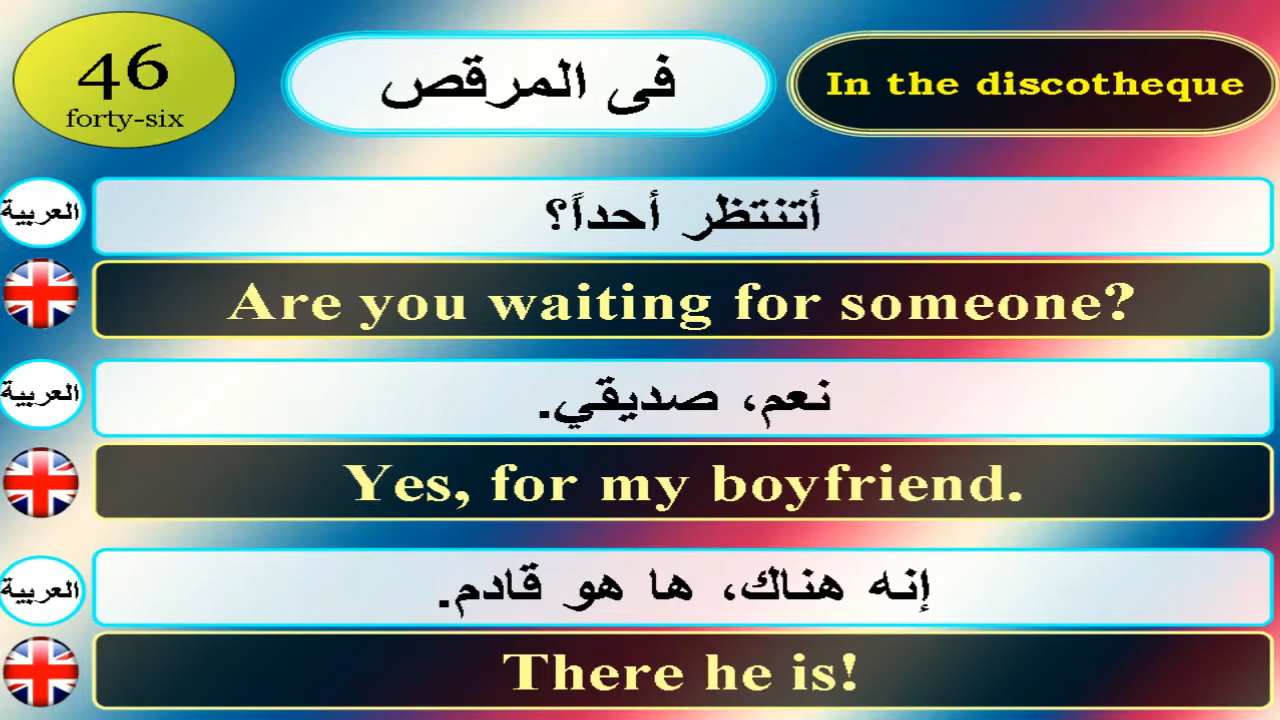 46
forty-six
فى المرقص
In the discotheque
العربية
أتنتظر أحداً؟
Are you waiting for someone?
العربية
نعم، صديقي.
Yes, for my boyfriend.
العربية
إنه هناك، ها هو قادم.
There he is!